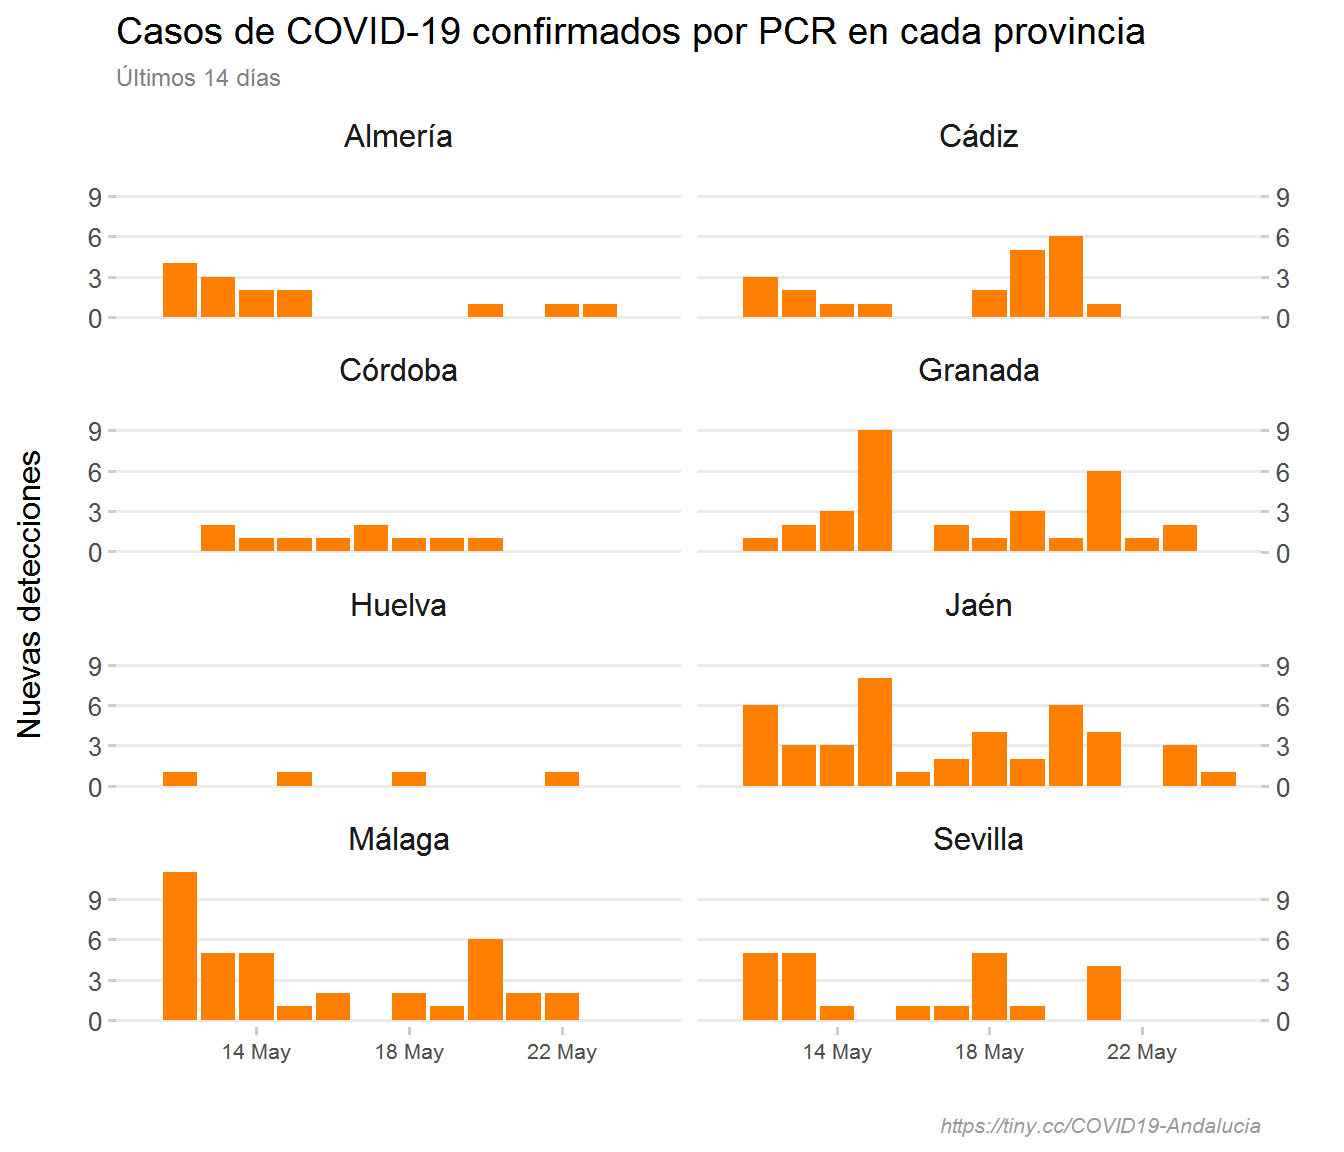 Casos de COVID-19 confirmados por PCR en cada provincia
Últimos 14 días
Almería
Cádiz
9
6
3
0
9
6
3
0
Córdoba
Granada
9
6
3
0
9
6
3
0
Nuevas detecciones
Huelva
Jaén
9
6
3
0
9
6
3
0
Málaga
Sevilla
9
6
3
0
9
6
3
0
14 May 18 May 22 May
14 May 18 May 22 May
https://tiny.cc/COVID19-Andalucia